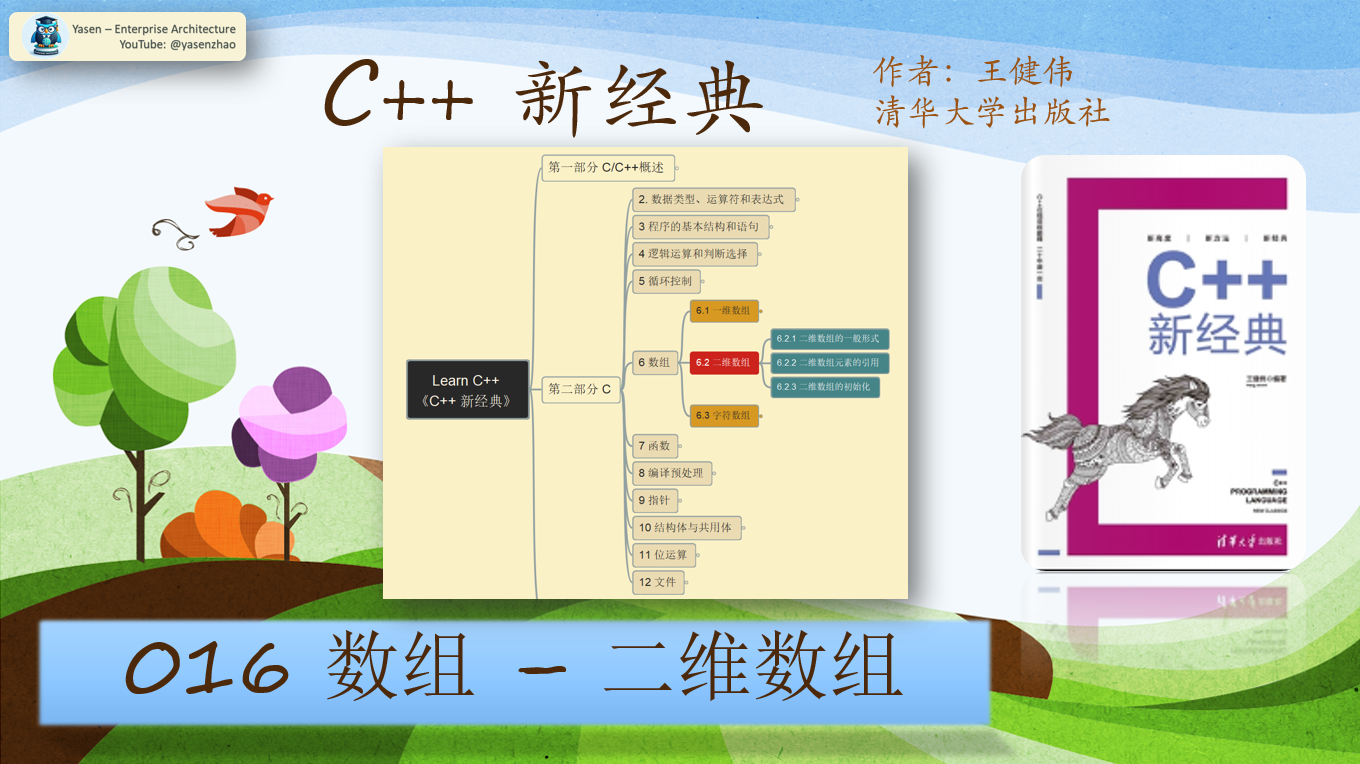 Yasen – Enterprise Architecture
YouTube: @yasenzhao
C++ 新经典
作者：王健伟
清华大学出版社
第一部分 C/C++概述
2. 数据类型、运算符和表达式
3 程序的基本结构和语句
4 逻辑运算和判断选择
5 循环控制
6.1 一维数组
6.2.1 二维数组的一般形式
6 数组
6.2 二维数组
6.2.2 二维数组元素的引用
6.2.3 二维数组的初始化
Learn C++
《C++ 新经典》
第二部分 C
6.3 字符数组
7 函数
8 编译预处理
9 指针
10 结构体与共用体
11 位运算
12 文件
C++
新经典
王健伟◎编著
C++
PROGRAMMING
LANGUAGE
NEW CLASSICS
清华大学出版社
016 数组 – 二维数组